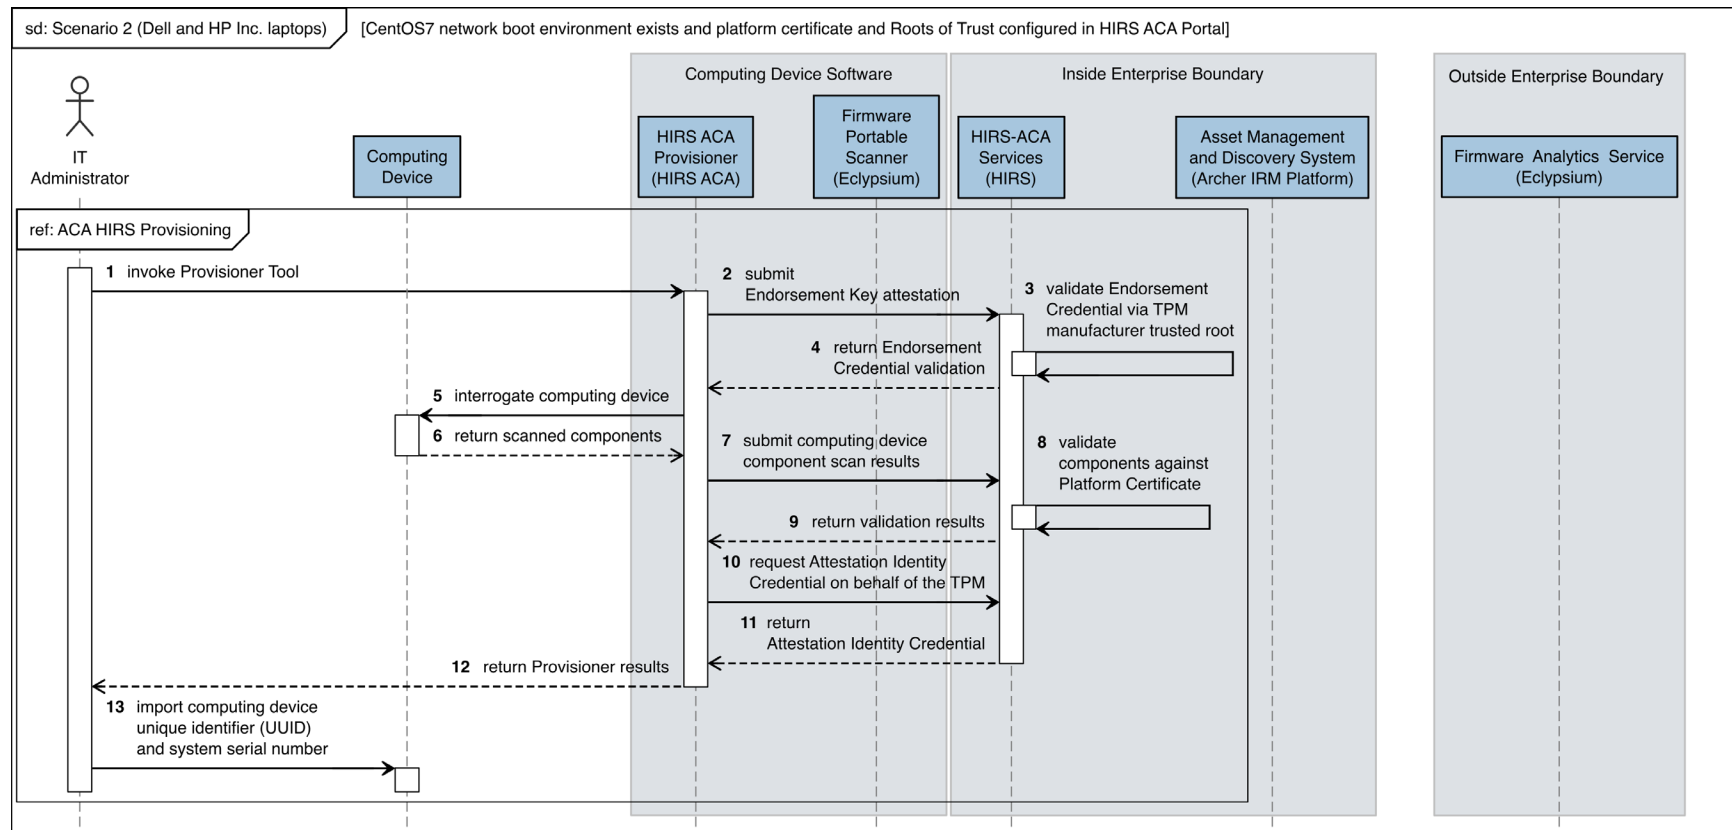 sd: Scenario 2 (Dell and HP Inc. laptops)
[CentOS7 network boot environment exists and platform certificate and Roots of Trust configured in HIRS ACA Portal]
Computing Device Software
Inside Enterprise Boundary
Outside Enterprise Boundary
IT
Administrator
Computing
Device
HIRS ACA
Provisioner
(HIRS ACA)
Firmware
Portable
Scanner
(Eclypsium)
HIRS-ACA
Services
(HIRS)
Asset Management
and Discovery System
(Archer IRM Platform)
Firmware Analytics Service
(Eclypsium)
ref: ACA HIRS Provisioning
1 invoke Provisioner Tool
2 submit
Endorsement Key attestation
3 validate Endorsement
Credential via TPM
manufacturer trusted root
4 return Endorsement
Credential validation
5 interrogate computing device
6 return scanned components
7 submit computing device
component scan results
8 validate
components against
Platform Certificate
9 return validation results
10 request Attestation Identity
Credential on behalf of the TPM
11 return
Attestation Identity Credential
12 return Provisioner results
13 import computing device
unique identifier (UUID)
and system serial number